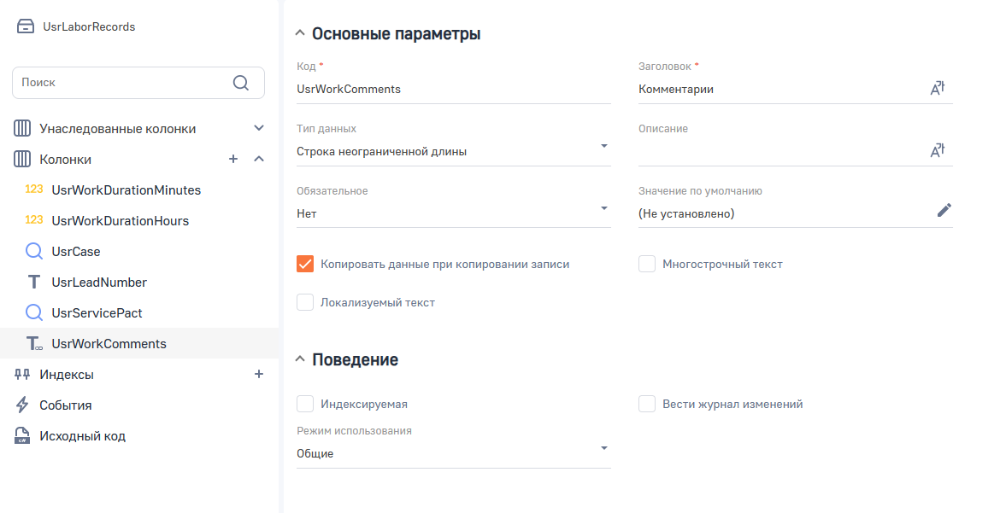 UsrLaborRecords
Поиск
Унаследованные колонки
Колонки
123 UsrWorkDurationMinutes
123 UsrWorkDurationHours
UsrCase
UsrLeadNumber
UsrServicePact
UsrWorkComments
Индексы
События
Исходный код
Основные параметры
Код * Заголовок *
UsrWorkComments Комментарии
Тип данных Описание
Строка неограниченной длины
Обязательное Значение по умолчанию
Нет (Не установлено)
Копировать данные при копировании записи Многострочный текст
Локализуемый текст
Поведение
Индексируемая Вести журнал изменений
Режим использования
Общие